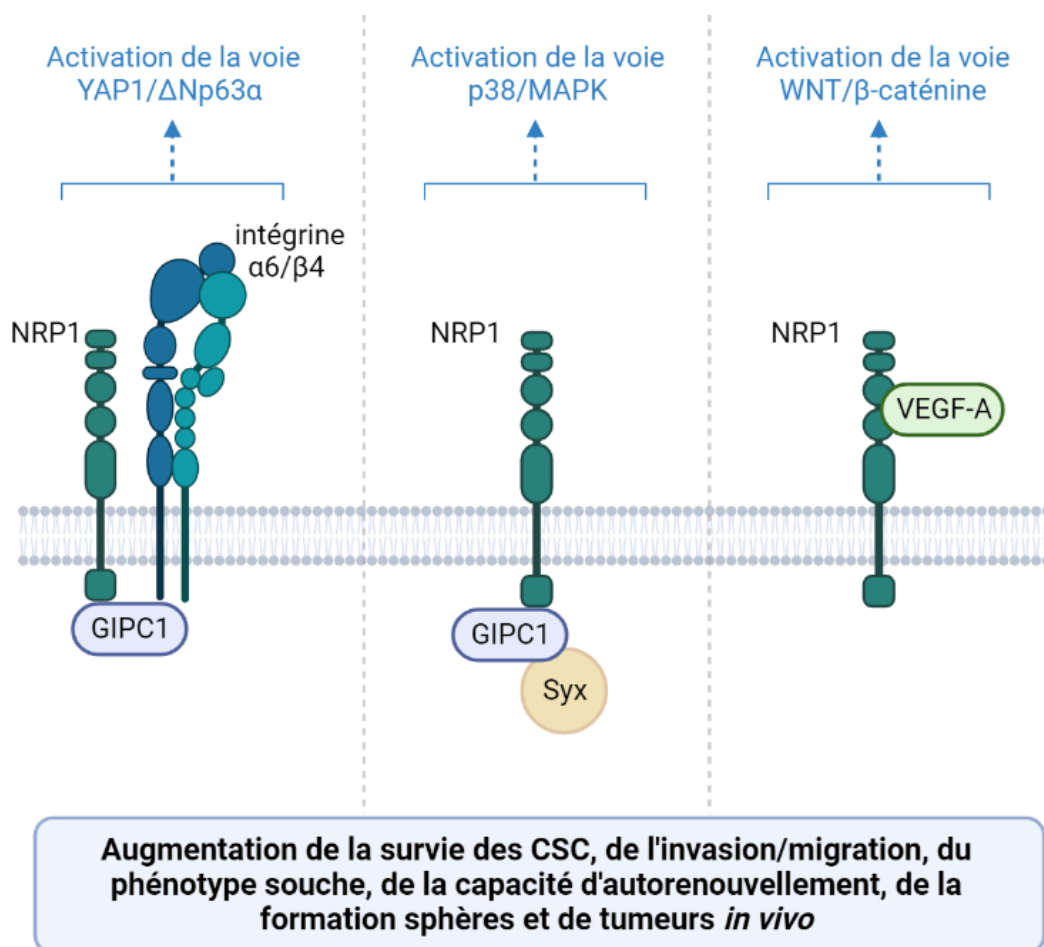 Activation de la voie
YAP1/ΔNp63α
Activation de la voie
p38/MAPK
Activation de la voie
WNT/β-caténine
intégrine
α6/β4
NRP1
NRP1
NRP1
VEGF-A
GIPC1
GIPC1
Syx
Augmentation de la survie des CSC, de l'invasion/migration, du
phénotype souche, de la capacité d'autorenouvellement, de la
formation sphères et de tumeurs in vivo